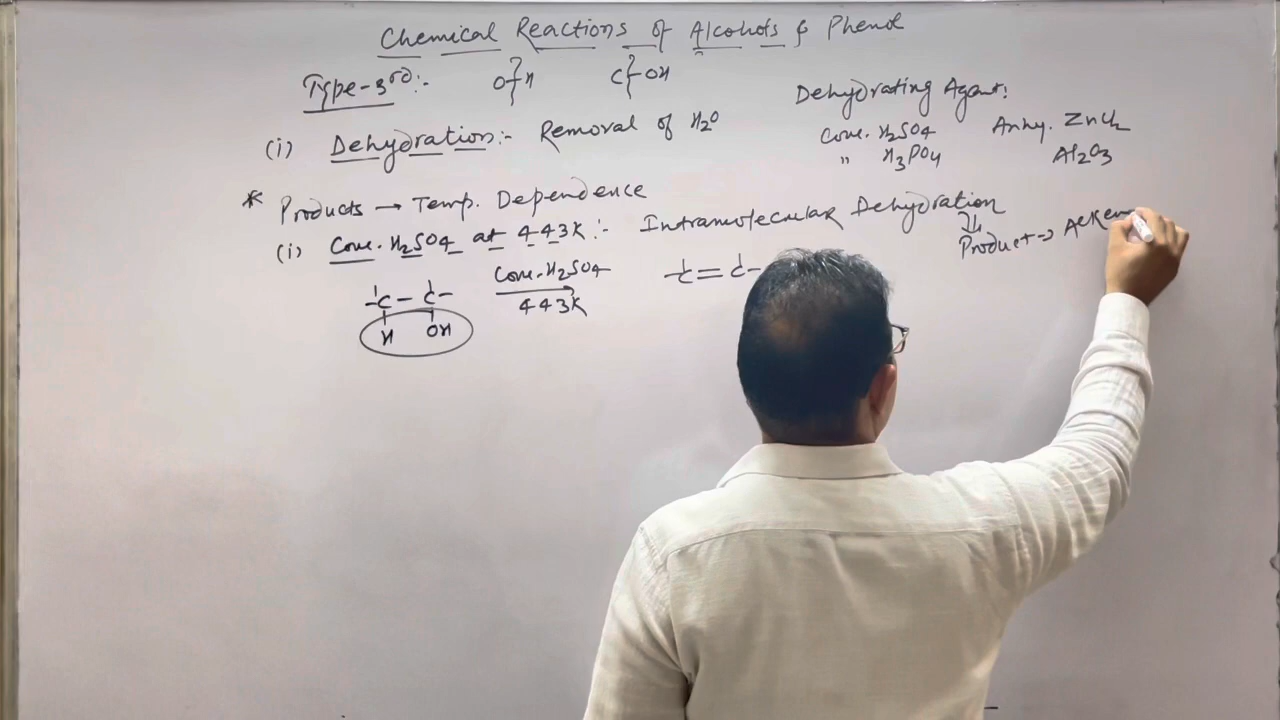 Chemical Reactions of Alcohols & Phenol
Type-3rd:- O}H C}OH
Dehydrating Agent:
(i) Dehydration:- Removal of H2O
Conc. H2SO4 Anhy. ZnCl2
" H3PO4 Al2O3
* Products → Temp. Dependence
(i) Conc. H2SO4 at 443K:- Intramolecular Dehydration
Product →
-C-C- Conc. H2SO4 -C=C-
H OH 443K